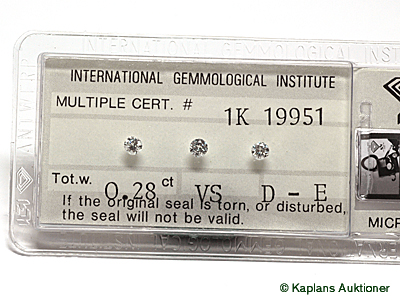 INTERNATIONAL GEMMOLOGICAL INSTITUTE
MULTIPLE CERT. # 1K 19951
Tot.w. 0.28 ct VS D - E
If the original seal is torn, or disturbed,
the seal will not be valid.
MICR
© Kaplans Auktioner